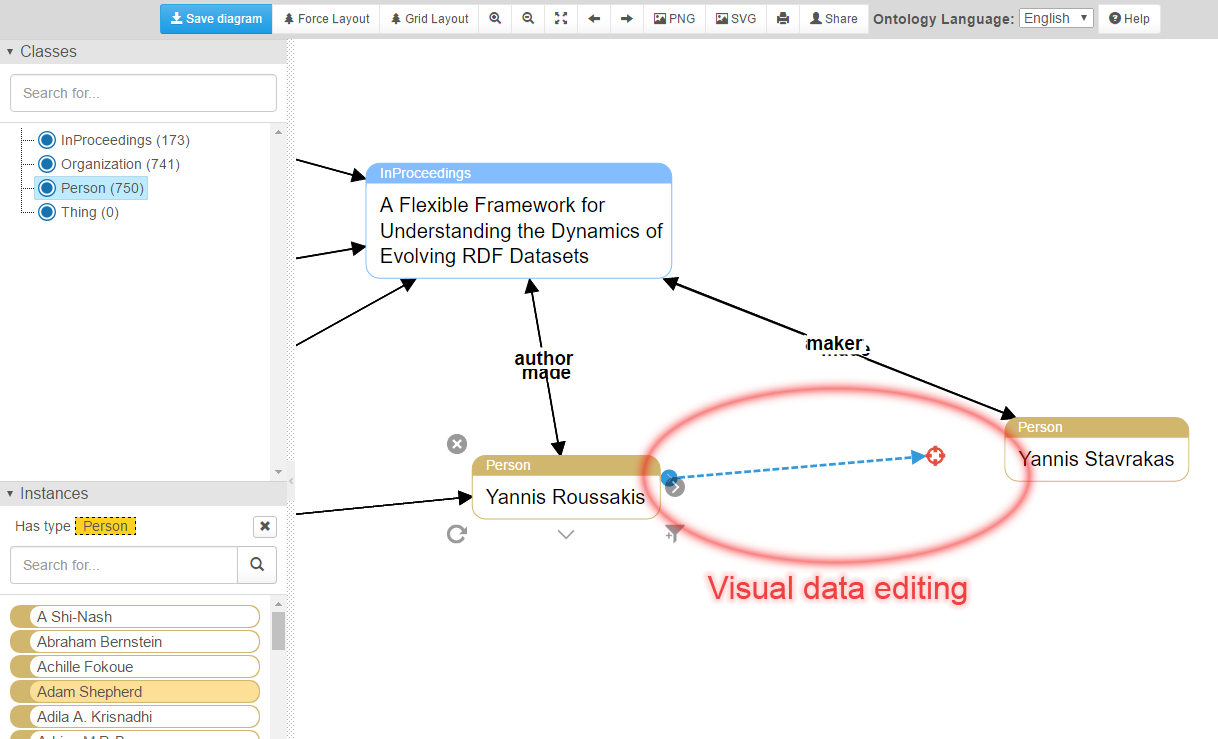 Save diagram Force Layout Grid Layout PNG SVG Share Ontology Language: English Help
Classes
Search for...
InProceedings (173)
Organization (741)
Person (750)
Thing (0)
Instances
Has type Person
Search for...
A Shi-Nash
Abraham Bernstein
Achille Fokoue
Adam Shepherd
Adila A. Krisnadhi
InProceedings
A Flexible Framework for
Understanding the Dynamics of
Evolving RDF Datasets
author
made
maker
made
Person
Yannis Roussakis
Person
Yannis Stavrakas
Visual data editing